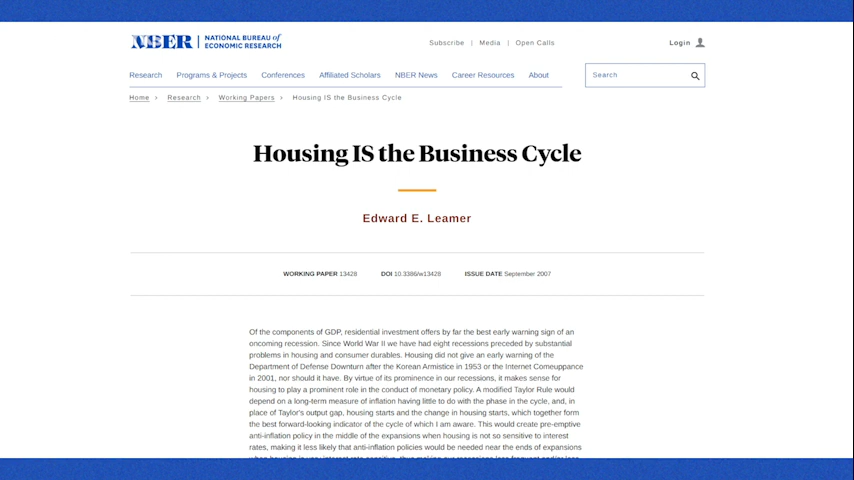 NBER | NATIONAL BUREAU of
ECONOMIC RESEARCH
Subscribe | Media | Open Calls
Login
Research Programs & Projects Conferences Affiliated Scholars NBER News Career Resources About
Search
Home > Research > Working Papers > Housing IS the Business Cycle
Housing IS the Business Cycle
Edward E. Leamer
WORKING PAPER 13428 DOI 10.3386/w13428 ISSUE DATE September 2007
Of the components of GDP, residential investment offers by far the best early warning sign of an
oncoming recession. Since World War II we have had eight recessions preceded by substantial
problems in housing and consumer durables. Housing did not give an early warning of the
Department of Defense Downturn after the Korean Armistice in 1953 or the Internet Comeuppance
in 2001, nor should it have. By virtue of its prominence in our recessions, it makes sense for
housing to play a prominent role in the conduct of monetary policy. A modified Taylor Rule would
depend on a long-term measure of inflation having little to do with the phase in the cycle, and, in
place of Taylor's output gap, housing starts and the change in housing starts, which together form
the best forward-looking indicator of the cycle of which I am aware. This would create pre-emptive
anti-inflation policy in the middle of the expansions when housing is not so sensitive to interest
rates, making it less likely that anti-inflation policies would be needed near the ends of expansions